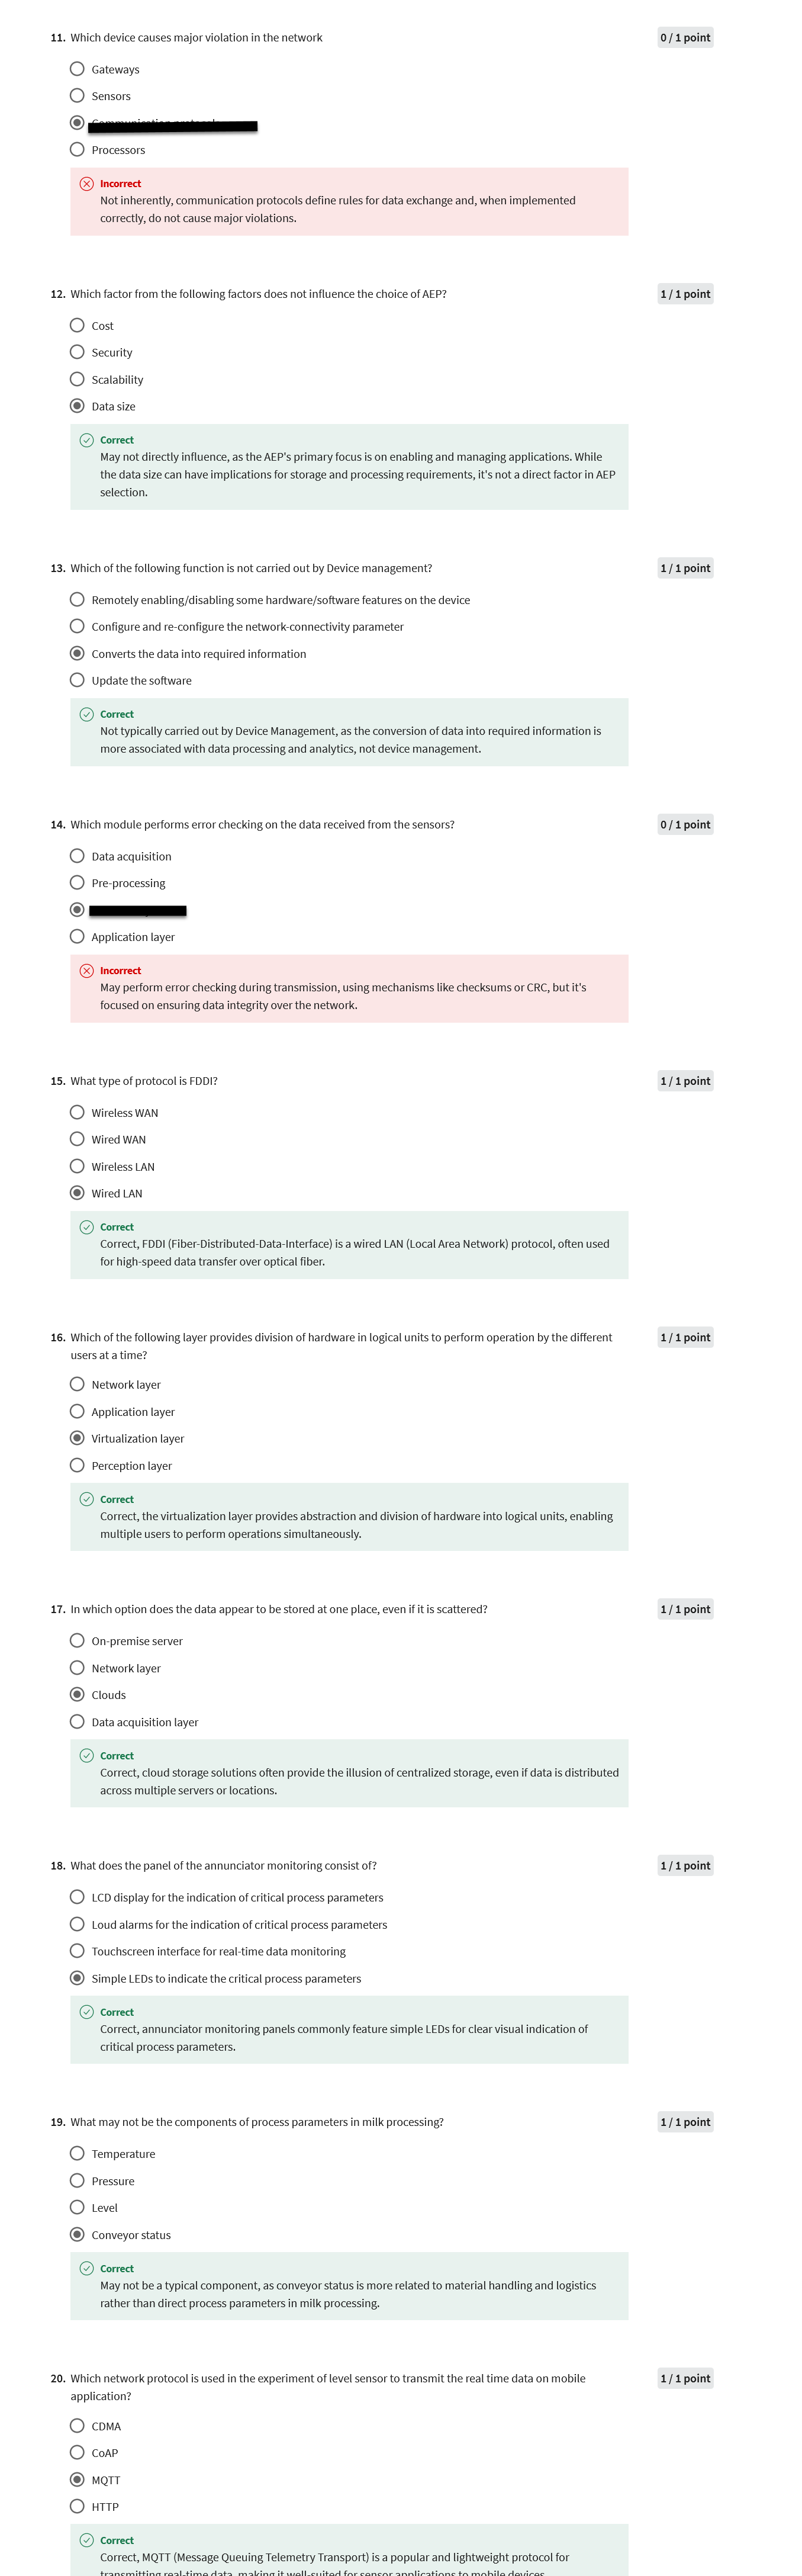 11. Which device causes major violation in the network
0 / 1 point
Gateways
Sensors
Processors
Incorrect
Not inherently, communication protocols define rules for data exchange and, when implemented
correctly, do not cause major violations.
12. Which factor from the following factors does not influence the choice of AEP?
1 / 1 point
Cost
Security
Scalability
Data size
Correct
May not directly influence, as the AEP's primary focus is on enabling and managing applications. While
the data size can have implications for storage and processing requirements, it's not a direct factor in AEP
selection.
13. Which of the following function is not carried out by Device management?
1 / 1 point
Remotely enabling/disabling some hardware/software features on the device
Configure and re-configure the network-connectivity parameter
Converts the data into required information
Update the software
Correct
Not typically carried out by Device Management, as the conversion of data into required information is
more associated with data processing and analytics, not device management.
14. Which module performs error checking on the data received from the sensors?
0 / 1 point
Data acquisition
Pre-processing
Application layer
Incorrect
May perform error checking during transmission, using mechanisms like checksums or CRC, but it's
focused on ensuring data integrity over the network.
15. What type of protocol is FDDI?
1 / 1 point
Wireless WAN
Wired WAN
Wireless LAN
Wired LAN
Correct
Correct, FDDI (Fiber-Distributed-Data-Interface) is a wired LAN (Local Area Network) protocol, often used
for high-speed data transfer over optical fiber.
16. Which of the following layer provides division of hardware in logical units to perform operation by the different
users at a time?
1 / 1 point
Network layer
Application layer
Virtualization layer
Perception layer
Correct
Correct, the virtualization layer provides abstraction and division of hardware into logical units, enabling
multiple users to perform operations simultaneously.
17. In which option does the data appear to be stored at one place, even if it is scattered?
1 / 1 point
On-premise server
Network layer
Clouds
Data acquisition layer
Correct
Correct, cloud storage solutions often provide the illusion of centralized storage, even if data is distributed
across multiple servers or locations.
18. What does the panel of the annunciator monitoring consist of?
1 / 1 point
LCD display for the indication of critical process parameters
Loud alarms for the indication of critical process parameters
Touchscreen interface for real-time data monitoring
Simple LEDs to indicate the critical process parameters
Correct
Correct, annunciator monitoring panels commonly feature simple LEDs for clear visual indication of
critical process parameters.
19. What may not be the components of process parameters in milk processing?
1 / 1 point
Temperature
Pressure
Level
Conveyor status
Correct
May not be a typical component, as conveyor status is more related to material handling and logistics
rather than direct process parameters in milk processing.
20. Which network protocol is used in the experiment of level sensor to transmit the real time data on mobile
application?
1 / 1 point
CDMA
CoAP
MQTT
HTTP
Correct
Correct, MQTT (Message Queuing Telemetry Transport) is a popular and lightweight protocol for
transmitting real-time data, making it well-suited for sensor applications to mobile devices